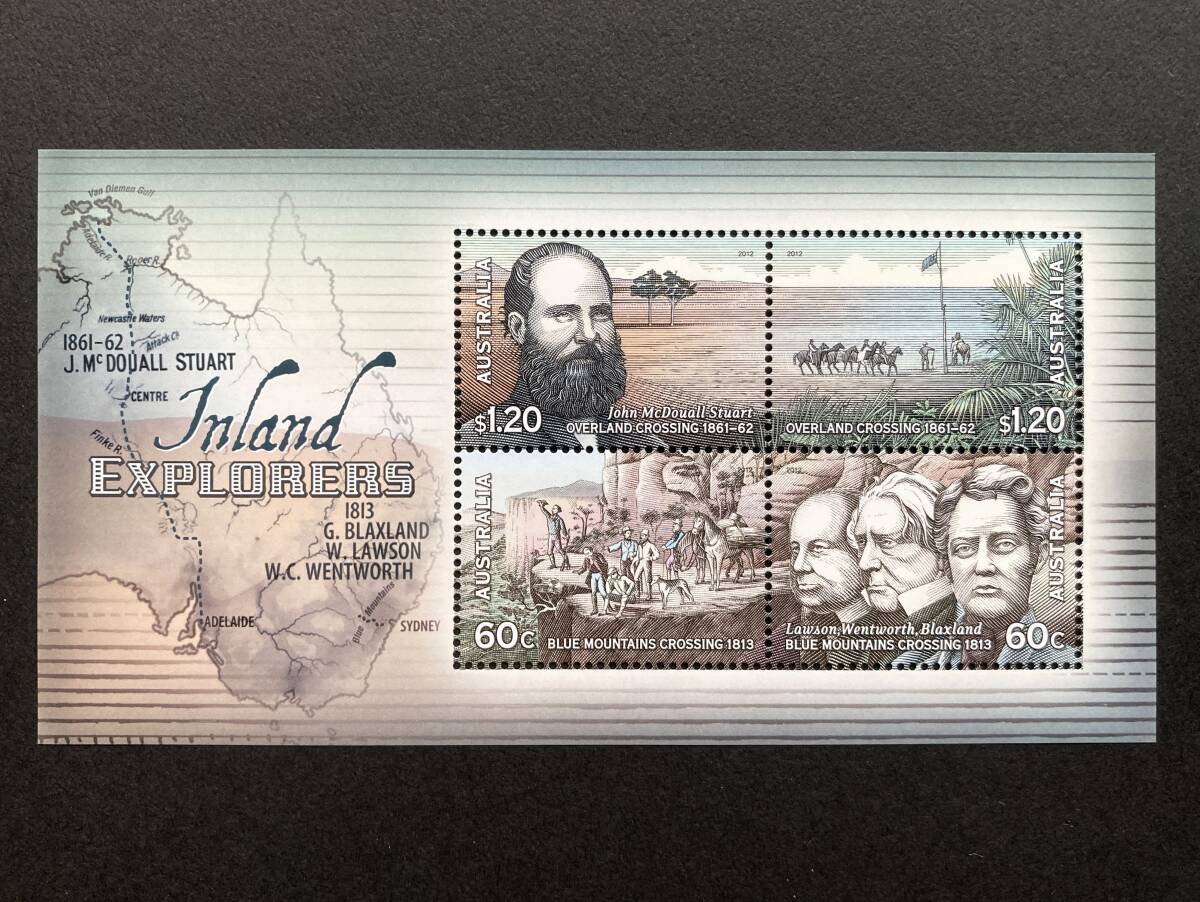 Van Diemen Gulf
Adelaide R.
Roper R.
Newcastle Waters
Attack Ck
1861-62
J. McDOUALL STUART
CENTRE
Inland
EXPLORERS
Finke R.
1813
G. BLAXLAND
W. LAWSON
W.C. WENTWORTH
ADELAIDE
Blue Mountains
SYDNEY
AUSTRALIA
2012
$1.20
John McDouall Stuart
OVERLAND CROSSING 1861–62
2012
AUSTRALIA
OVERLAND CROSSING 1861–62
$1.20
AUSTRALIA
2012
60c
BLUE MOUNTAINS CROSSING 1813
2012
AUSTRALIA
Lawson, Wentworth, Blaxland
BLUE MOUNTAINS CROSSING 1813
60c